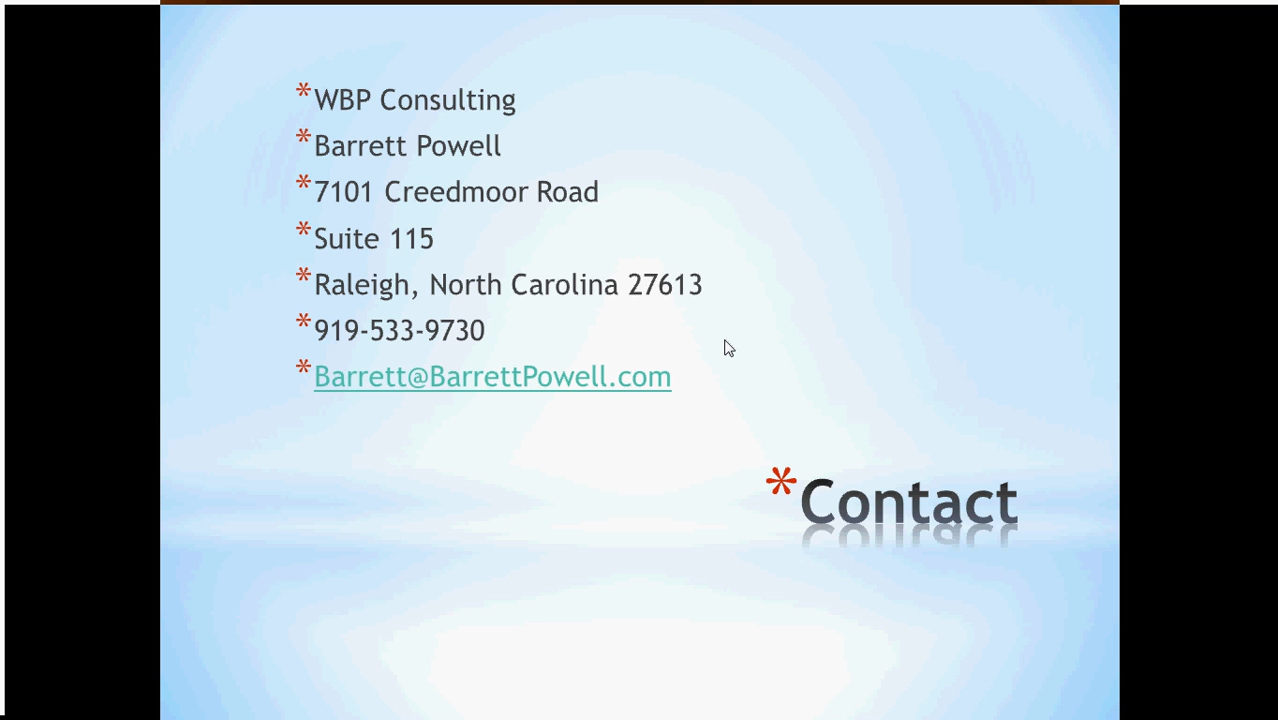 *WBP Consulting
*Barrett Powell
*7101 Creedmoor Road
*Suite 115
*Raleigh, North Carolina 27613
*919-533-9730
*Barrett@BarrettPowell.com
*Contact